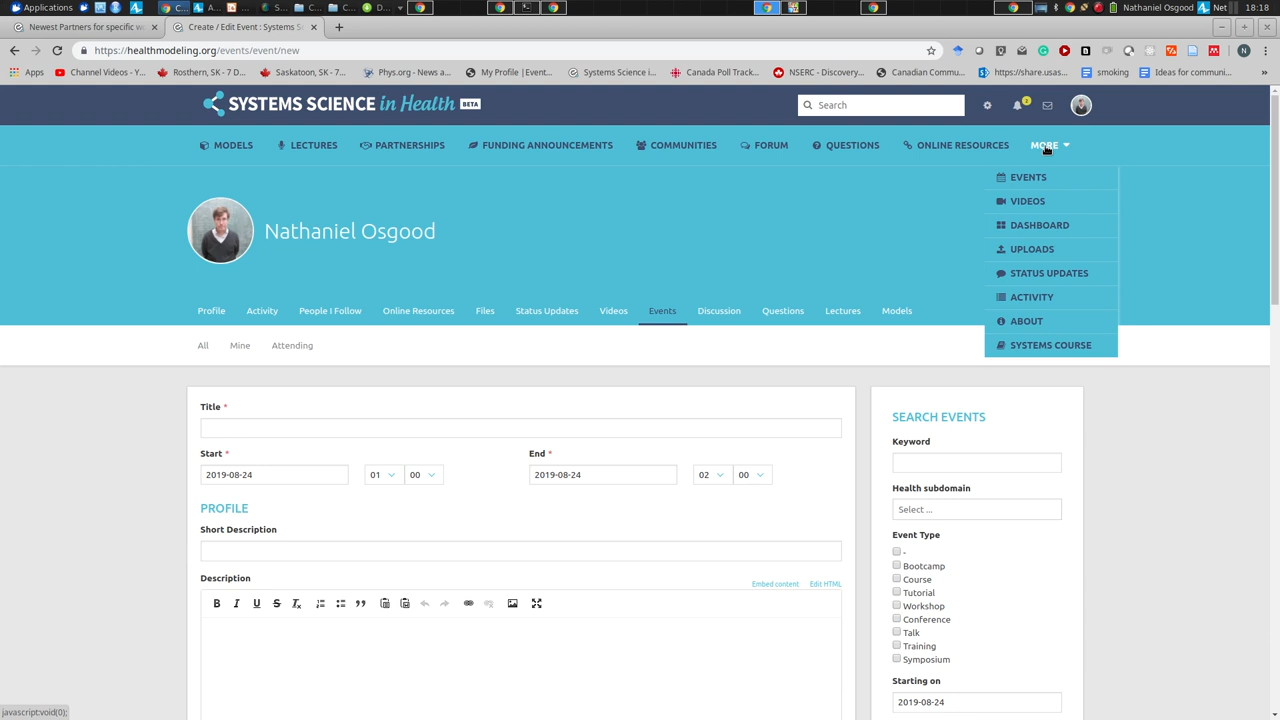 Applications
C...
S...
C...
D...
Nathaniel Osgood
Net
18:18
Newest Partners for specific w
Create / Edit Event : Systems S
https://healthmodeling.org/events/event/new
N
Apps
Channel Videos - Y...
Rosthern, SK - 7 D...
Saskatoon, SK - 7...
Phys.org - News a...
My Profile | Event...
Systems Science i...
Canada Poll Track...
NSERC - Discovery...
Canadian Commu...
https://share.usas...
smoking
Ideas for communi...
»
SYSTEMS SCIENCE in Health BETA
Search
MODELS
LECTURES
PARTNERSHIPS
FUNDING ANNOUNCEMENTS
COMMUNITIES
FORUM
QUESTIONS
ONLINE RESOURCES
MORE
EVENTS
VIDEOS
DASHBOARD
UPLOADS
STATUS UPDATES
ACTIVITY
ABOUT
SYSTEMS COURSE
Nathaniel Osgood
Profile
Activity
People I Follow
Online Resources
Files
Status Updates
Videos
Events
Discussion
Questions
Lectures
Models
All
Mine
Attending
Title *
Start *
End *
2019-08-24
01
00
2019-08-24
02
00
PROFILE
Short Description
Description
Embed content
Edit HTML
B I U S
SEARCH EVENTS
Keyword
Health subdomain
Select ...
Event Type
-
Bootcamp
Course
Tutorial
Workshop
Conference
Talk
Training
Symposium
Starting on
2019-08-24
javascript:void(0);